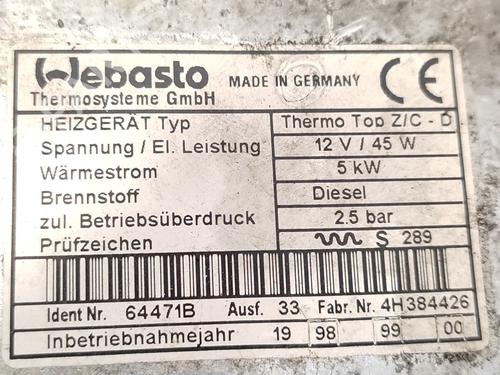 Webasto MADE IN GERMANY CE
Thermosysteme GmbH
HEIZGERÄT Typ Thermo Top Z/C - D
Spannung / El. Leistung 12 V / 45 W
Wärmestrom 5 kW
Brennstoff Diesel
zul. Betriebsüberdruck 2.5 bar
Prüfzeichen S 289
Ident Nr. 64471B Ausf. 33 Fabr. Nr. 4H384426
Inbetriebnahmejahr 19 98 99 00